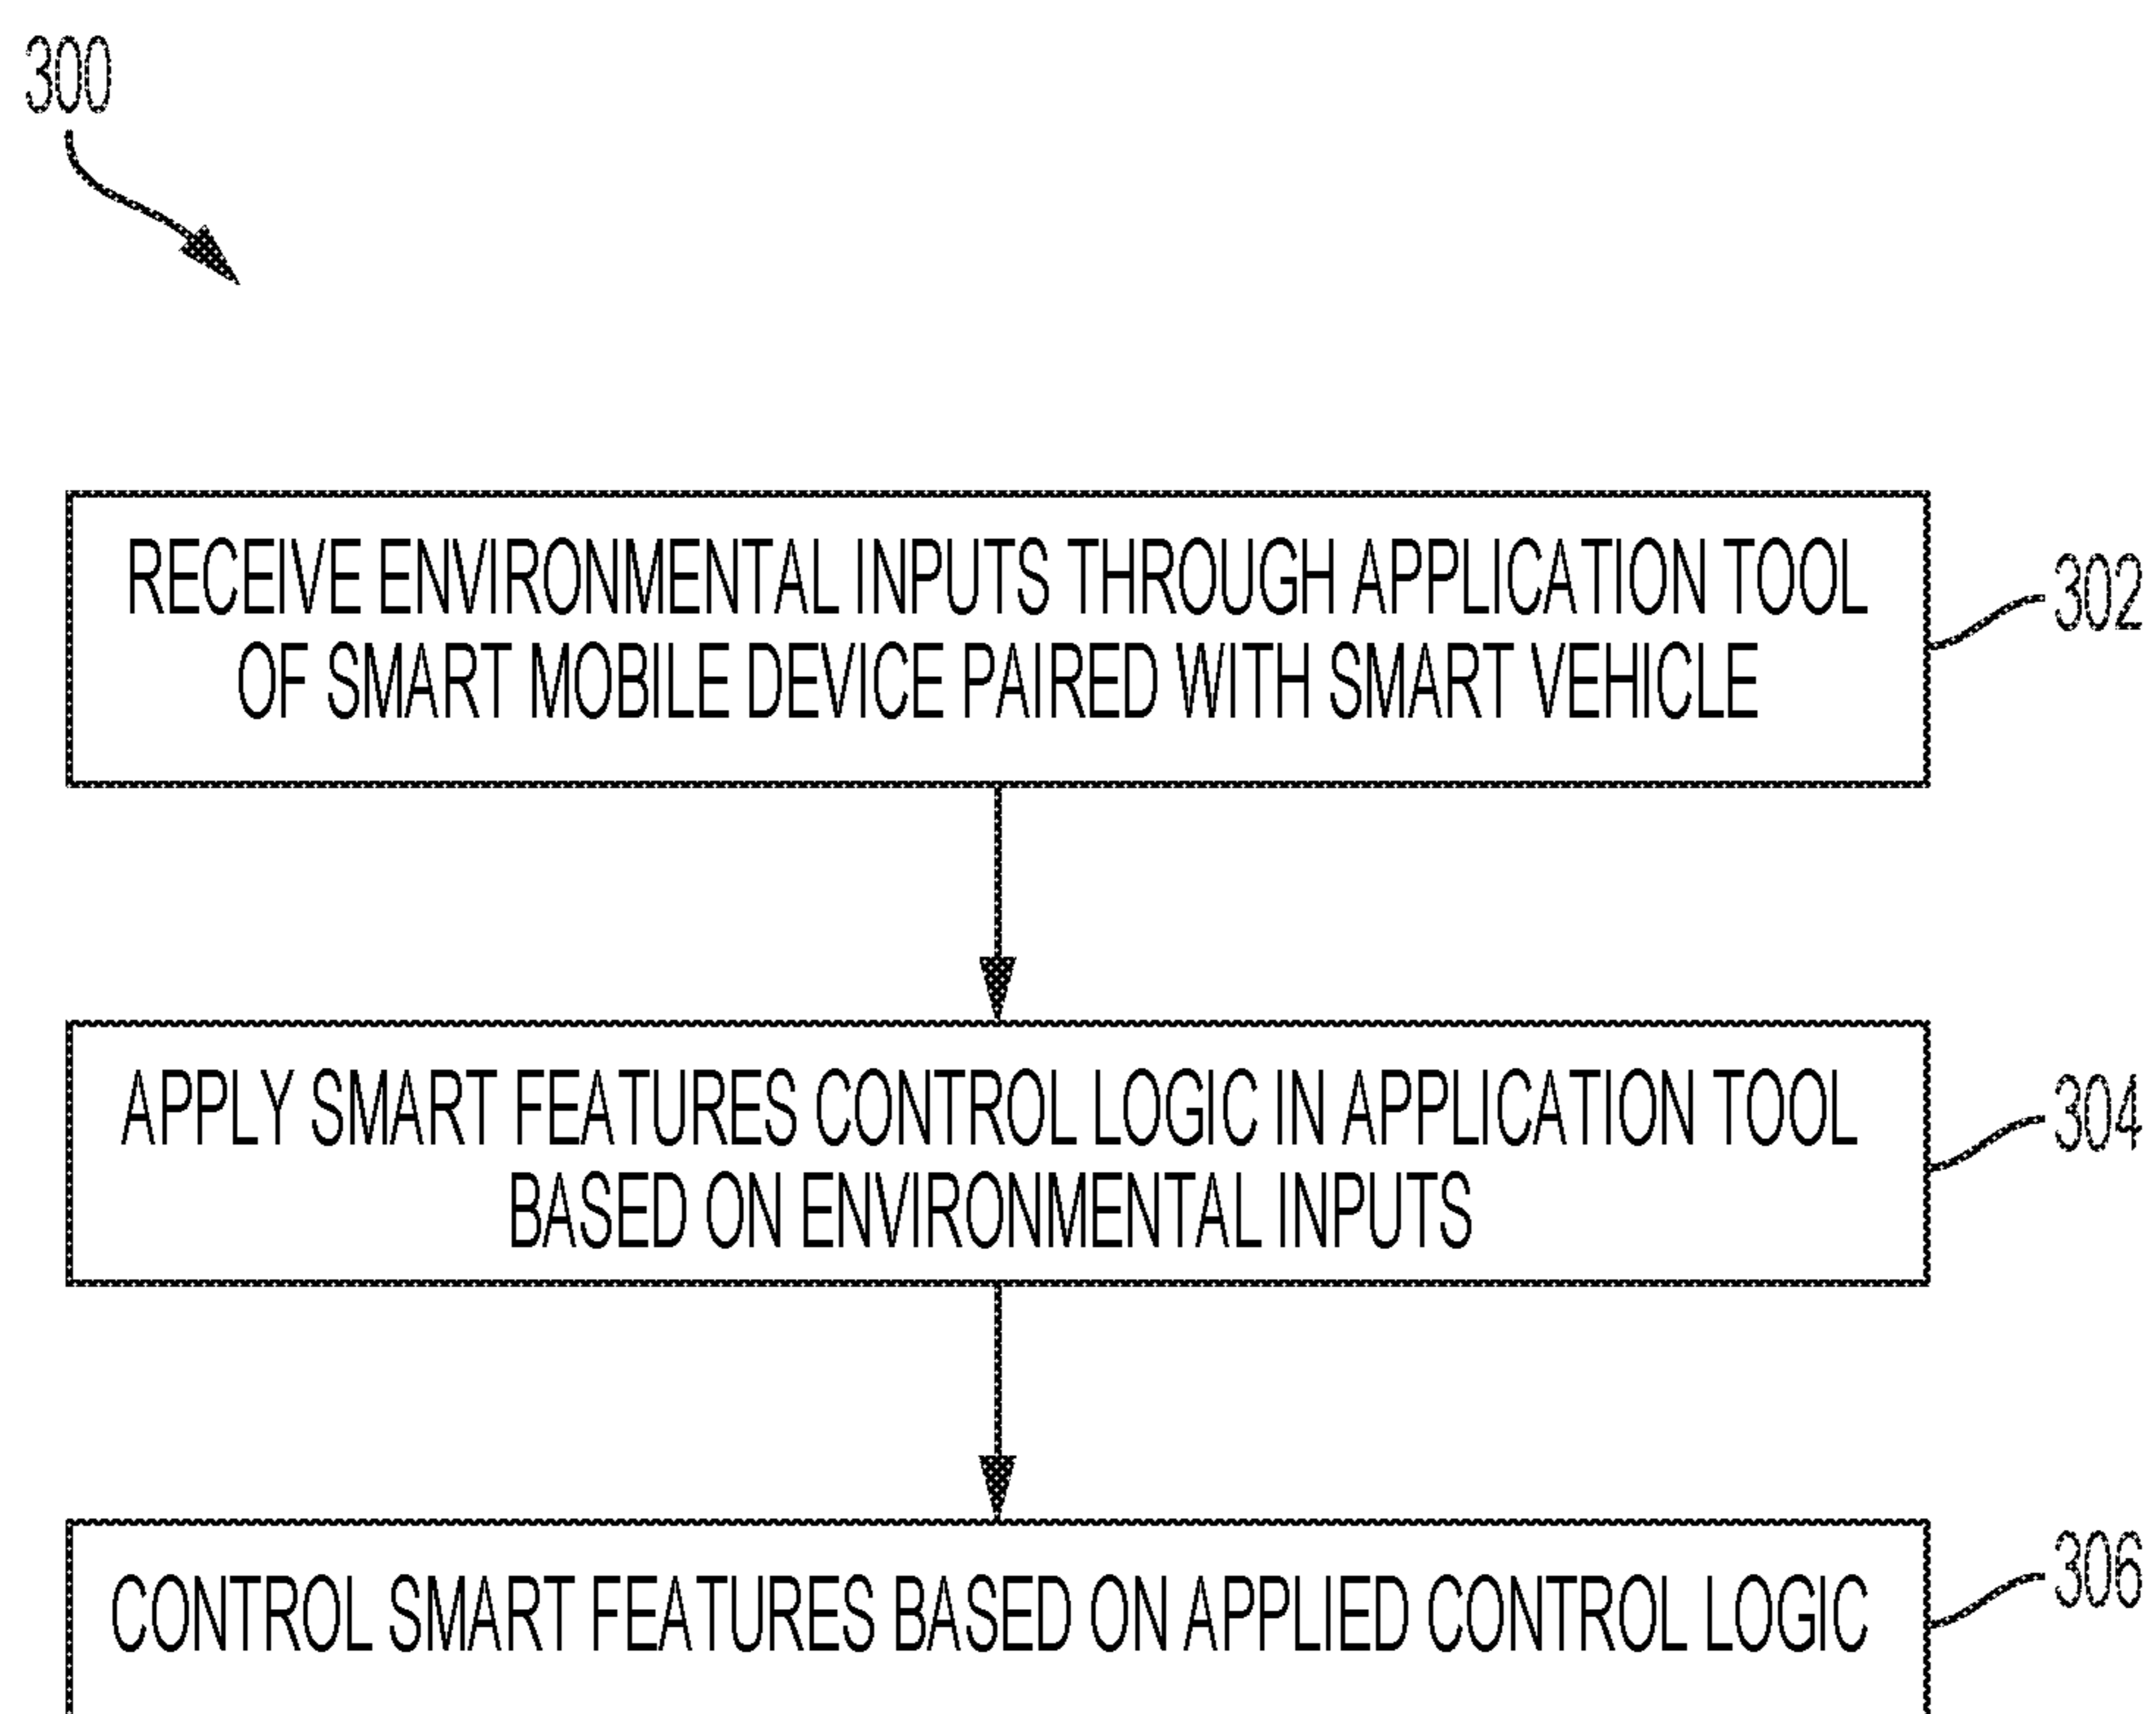 300
RECEIVE ENVIRONMENTAL INPUTS THROUGH APPLICATION TOOL
OF SMART MOBILE DEVICE PAIRED WITH SMART VEHICLE
302
APPLY SMART FEATURES CONTROL LOGIC IN APPLICATION TOOL
BASED ON ENVIRONMENTAL INPUTS
304
CONTROL SMART FEATURES BASED ON APPLIED CONTROL LOGIC
306